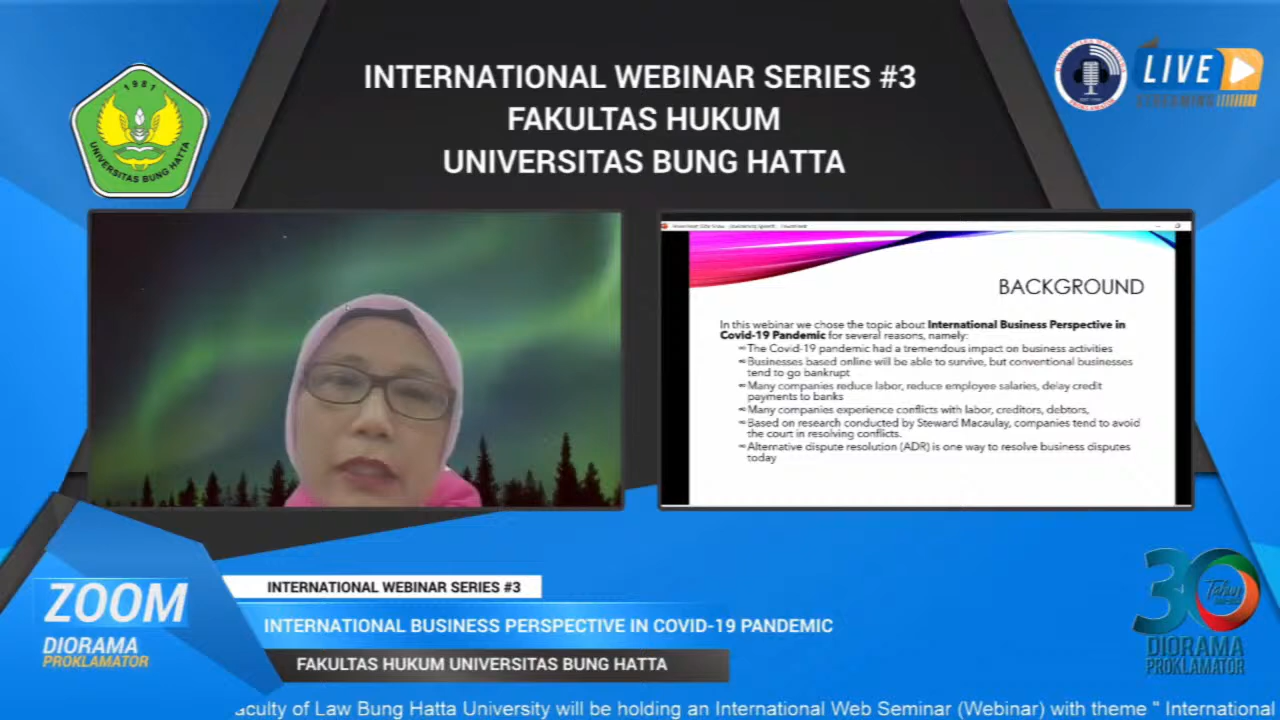 INTERNATIONAL WEBINAR SERIES #3
FAKULTAS HUKUM
UNIVERSITAS BUNG HATTA
1981
UNIVERSITAS BUNG HATTA
LIVE
STREAMING
BACKGROUND
In this webinar we chose the topic about International Business Perspective in
Covid-19 Pandemic for several reasons, namely:
The Covid-19 pandemic had a tremendous impact on business activities
Businesses based online will be able to survive, but conventional businesses
tend to go bankrupt
Many companies reduce labor, reduce employee salaries, delay credit
payments to banks
Many companies experience conflicts with labor, creditors, debtors,
Based on research conducted by Steward Macaulay, companies tend to avoid
the court in resolving conflicts.
Alternative dispute resolution (ADR) is one way to resolve business disputes
today
ZOOM
DIORAMA
PROKLAMATOR
INTERNATIONAL WEBINAR SERIES #3
INTERNATIONAL BUSINESS PERSPECTIVE IN COVID-19 PANDEMIC
FAKULTAS HUKUM UNIVERSITAS BUNG HATTA
30
Tahun
DIORAMA
PROKLAMATOR
aculty of Law Bung Hatta University will be holding an International Web Seminar (Webinar) with theme " International